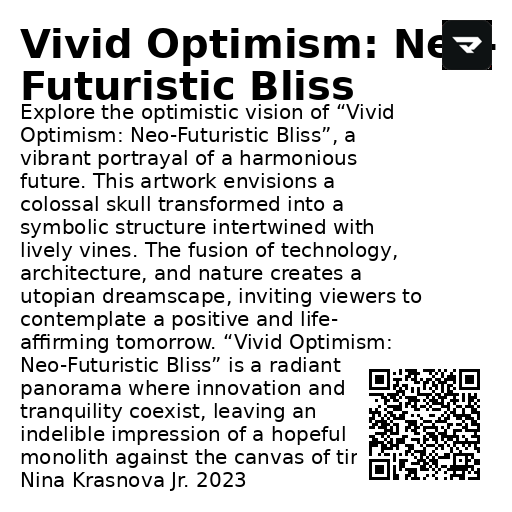 Vivid Optimism:
Futuristic Bliss
Explore the optimistic vision of “Vivid
Optimism: Neo-Futuristic Bliss”, a
vibrant portrayal of a harmonious
future. This artwork envisions a
colossal skull transformed into a
symbolic structure intertwined with
lively vines. The fusion of technology,
architecture, and nature creates a
utopian dreamscape, inviting viewers to
contemplate a positive and life-
affirming tomorrow. “Vivid Optimism:
Neo-Futuristic Bliss” is a radiant
panorama where innovation and
tranquility coexist, leaving an
indelible impression of a hopeful
monolith against the canvas of
Nina Krasnova Jr. 2023